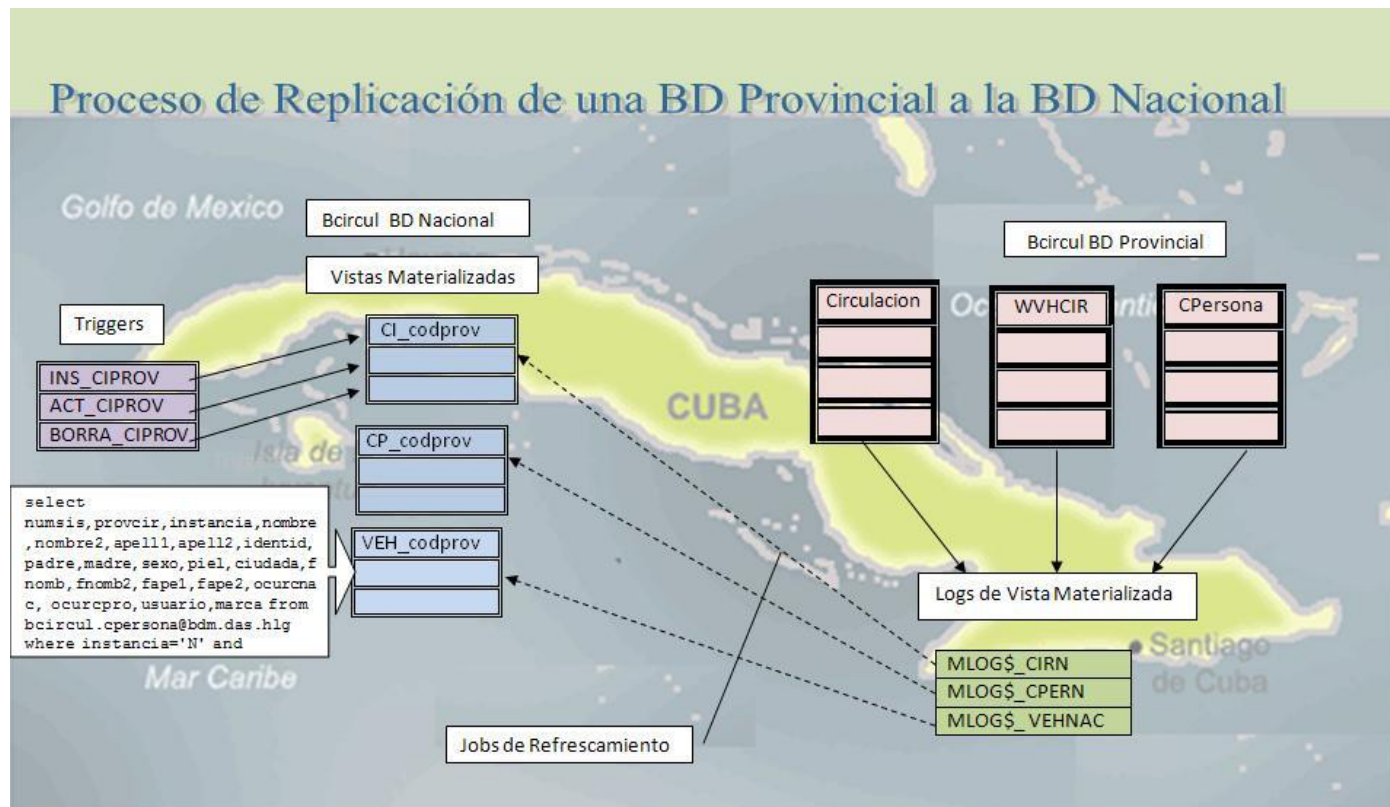 Proceso de Replicación de una BD Provincial a la BD Nacional
Golfo de Mexico
Bcircul BD Nacional
Bcircul BD Provincial
Vistas Materializadas
Triggers
CI_codprov
INS_CIPROV
ACT_CIPROV
BORRA_CIPROV
CP_codprov
VEH_codprov
Circulacion
WVHCIR
CPersona
CUBA
Isla de
select
numsis,provcir,instancia,nombre
,nombre2,apell1,apell2,identid,
padre,madre,sexo,piel,ciudada,f
nomb,fnomb2,fape1,fape2,ocurcna
c, ocurcpro,usuario,marca from
bcircul.cpersona@bdm.das.hlg
where instancia='N' and
Mar Caribe
Logs de Vista Materializada
Santiago
de Cuba
MLOG$_CIRN
MLOG$_CPERN
MLOG$_VEHNAC
Jobs de Refrescamiento